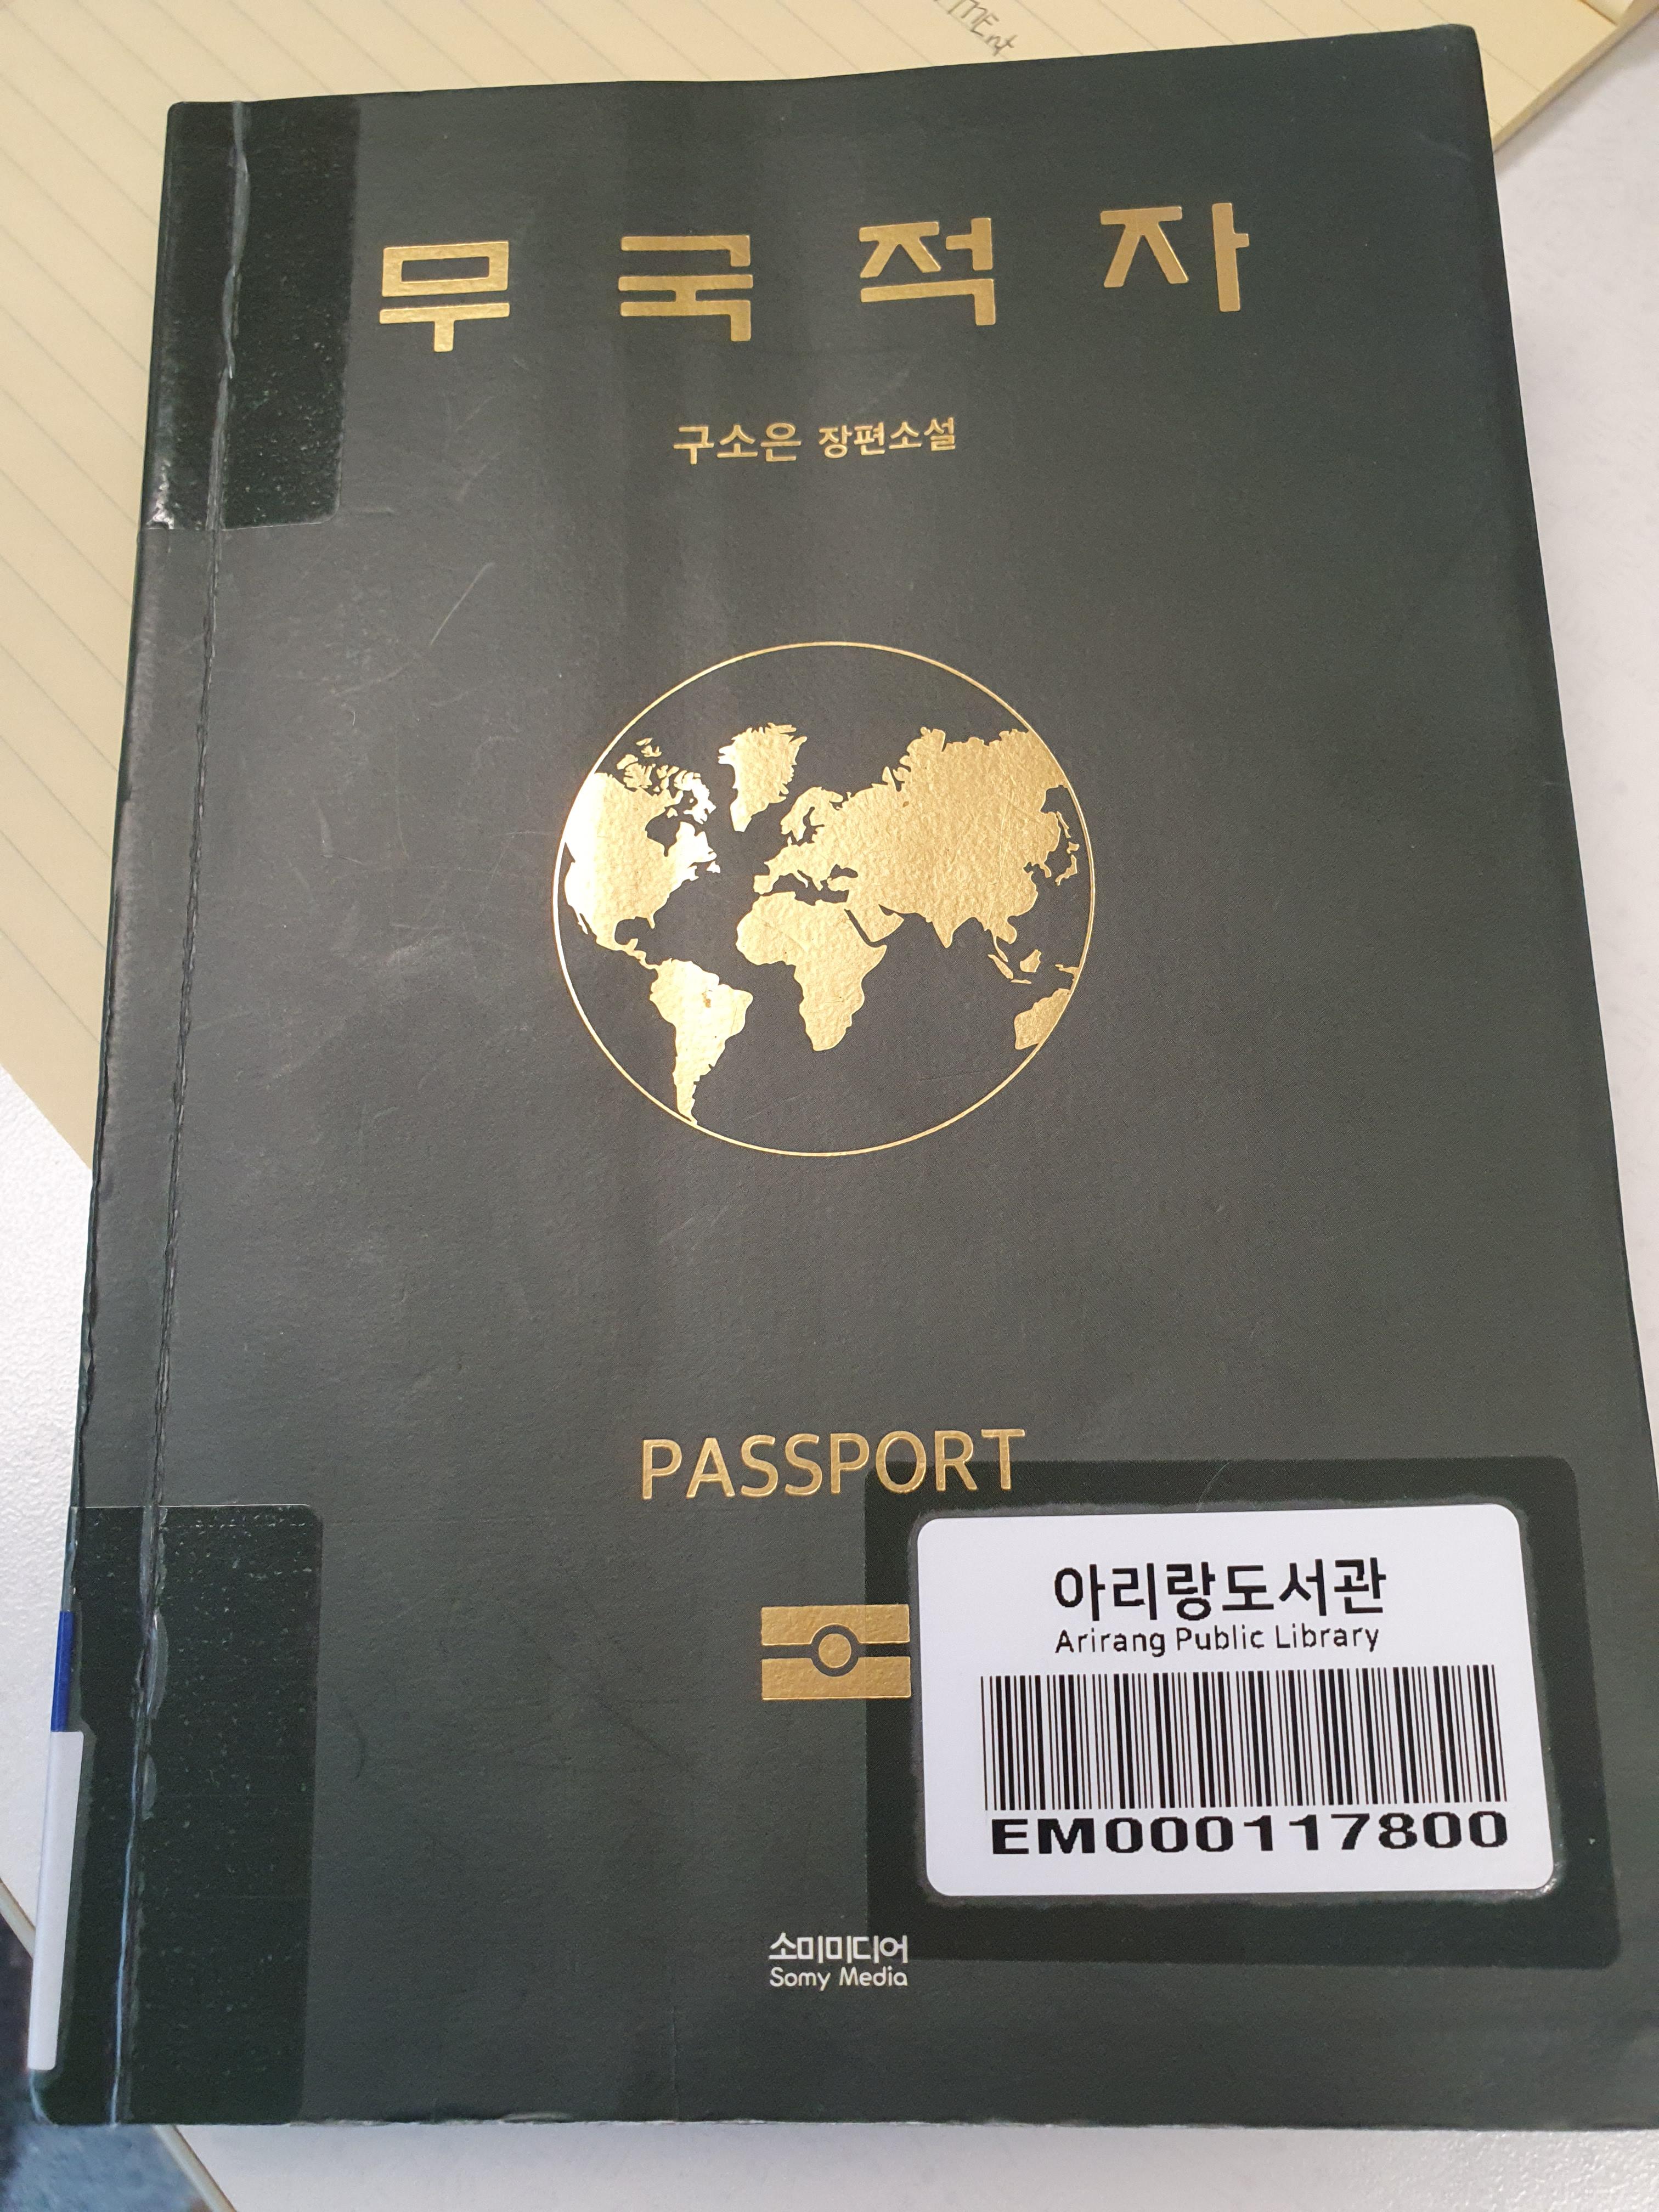 무국적자
구소은 장편소설
PASSPORT
아리랑도서관
Arirang Public Library
EM000117800
소미미디어
Somy Media